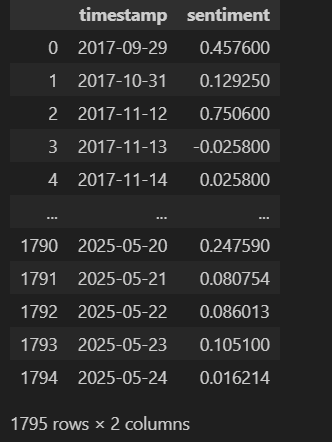 timestamp sentiment
0 2017-09-29 0.457600
1 2017-10-31 0.129250
2 2017-11-12 0.750600
3 2017-11-13 -0.025800
4 2017-11-14 0.025800
... ... ...
1790 2025-05-20 0.247590
1791 2025-05-21 0.080754
1792 2025-05-22 0.086013
1793 2025-05-23 0.105100
1794 2025-05-24 0.016214
1795 rows × 2 columns